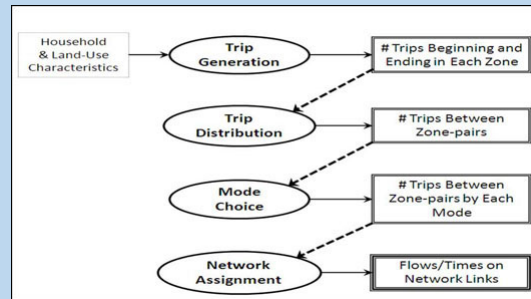 Household
& Land-Use
Characteristics
Trip
Generation
# Trips Beginning and
Ending in Each Zone
Trip
Distribution
# Trips Between
Zone-pairs
Mode
Choice
# Trips Between
Zone-pairs by Each
Mode
Network
Assignment
Flows/Times on
Network Links